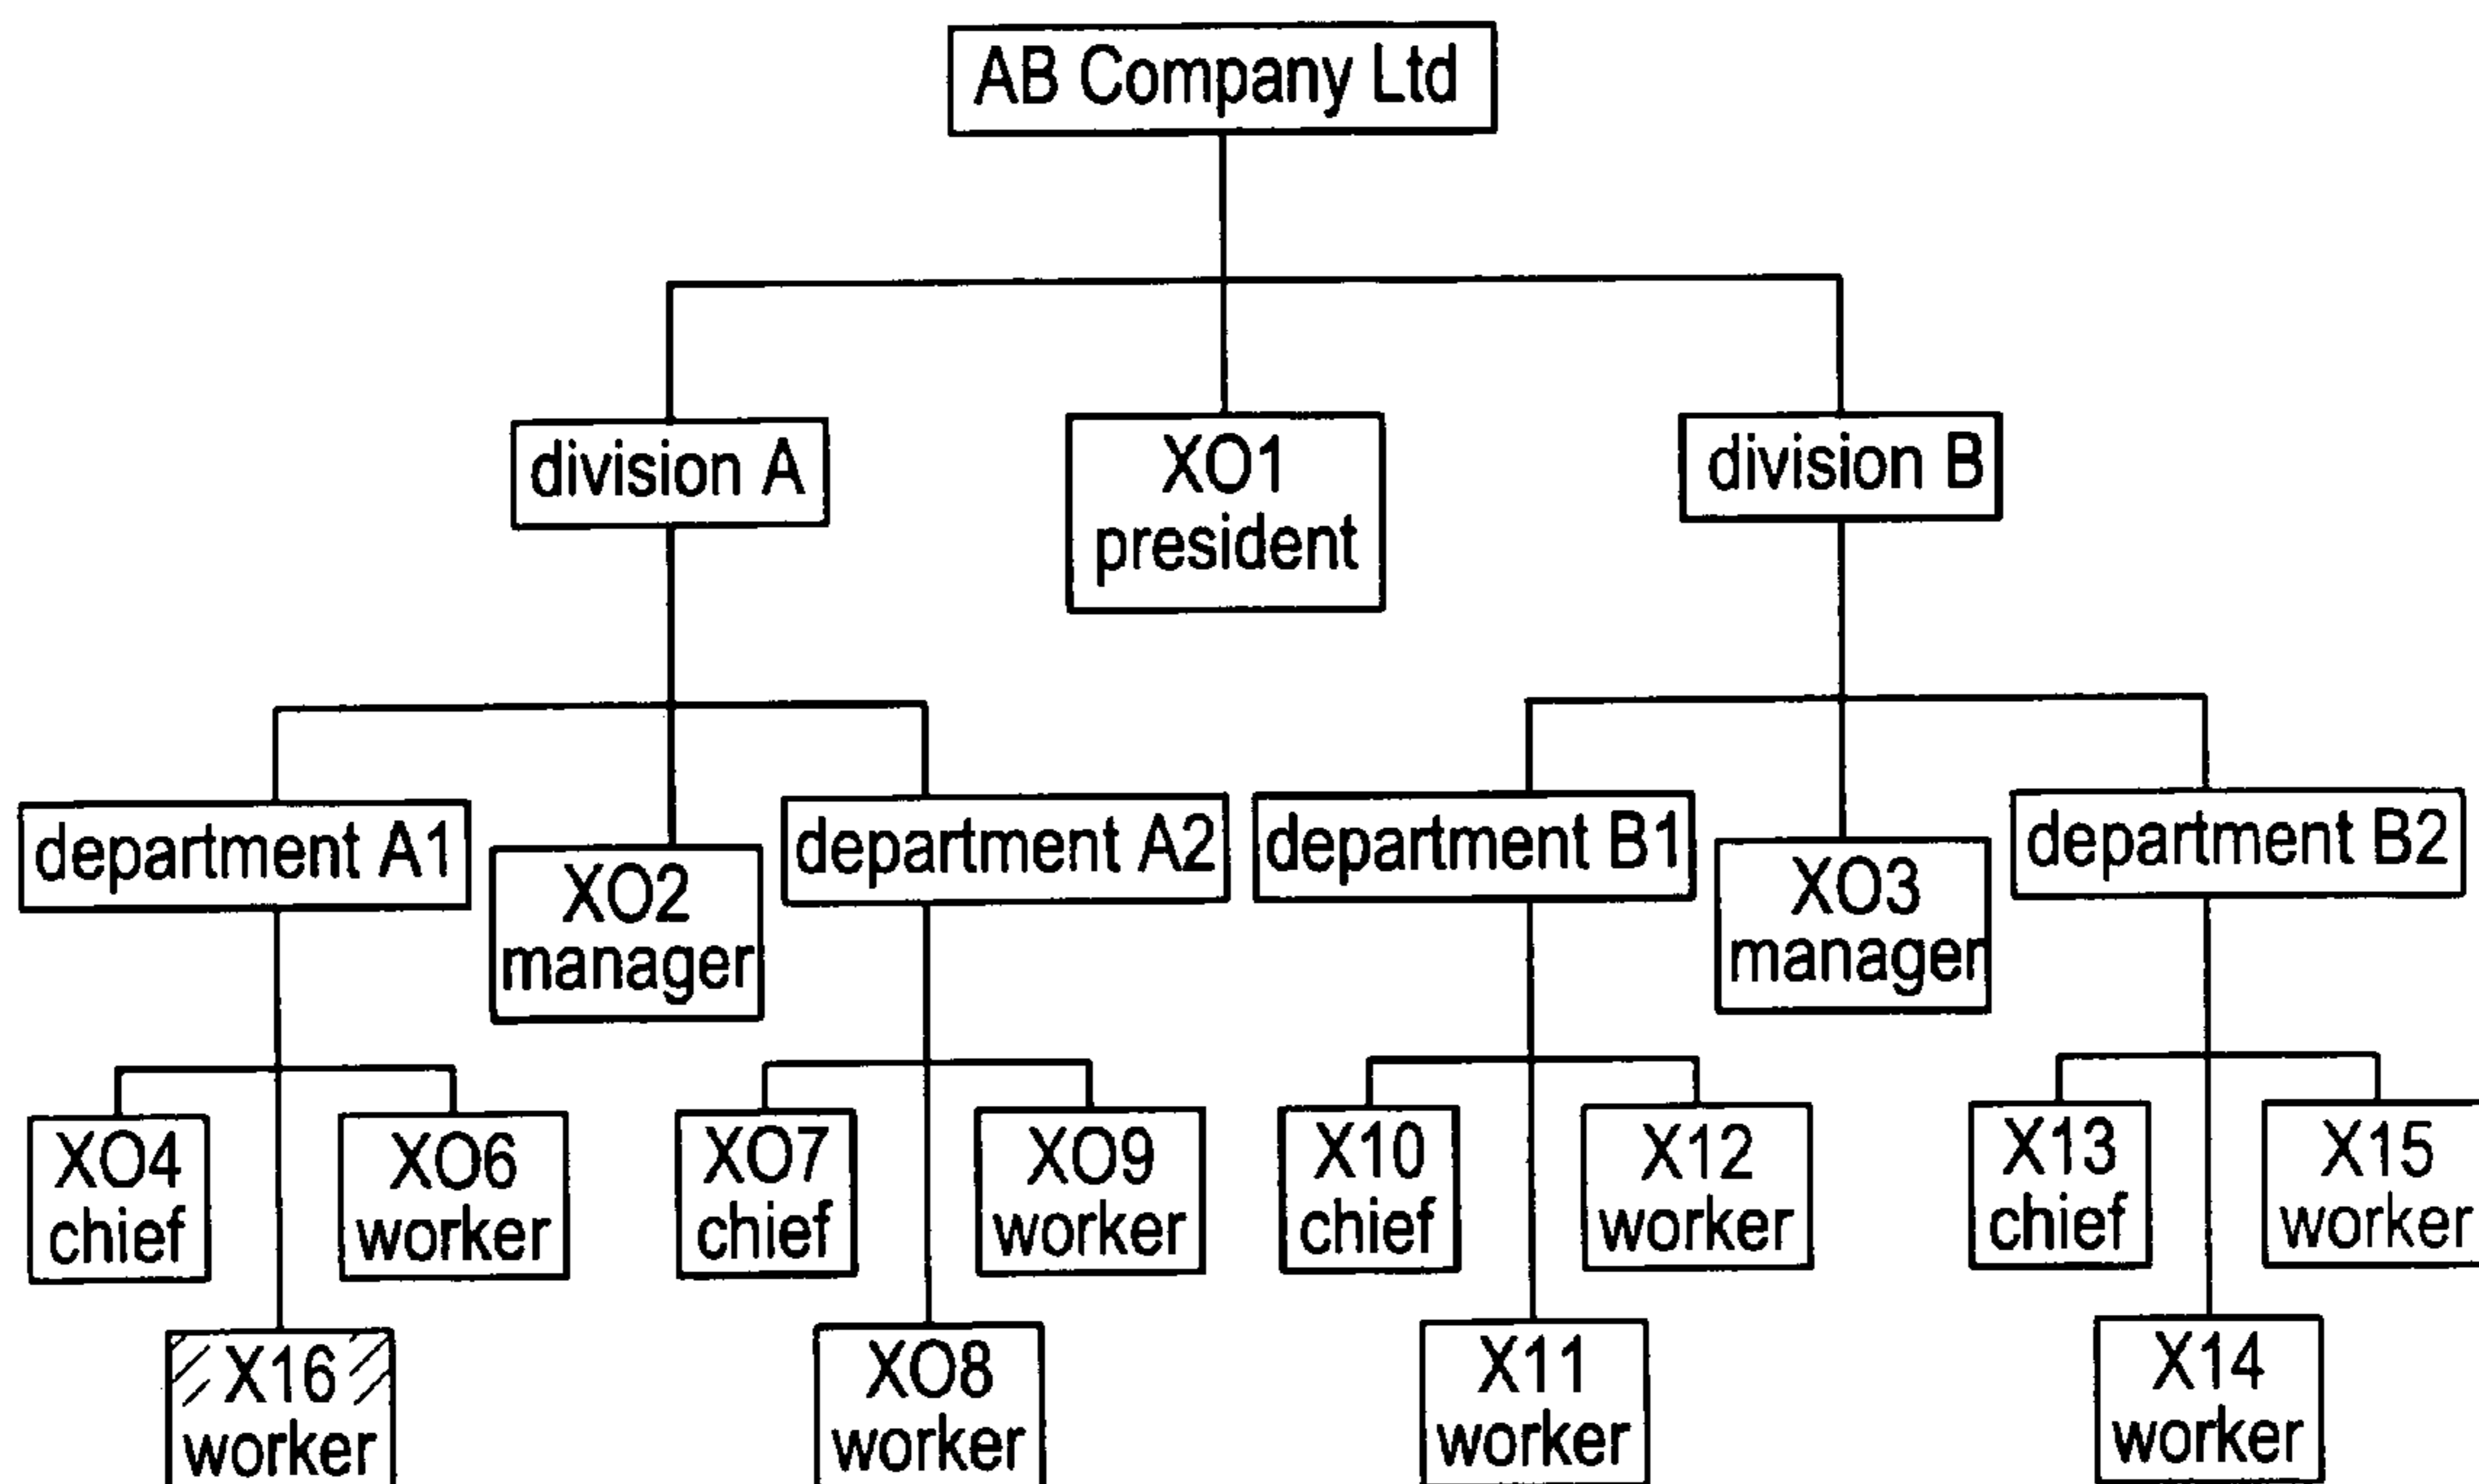 AB Company Ltd
division A
XO1
president
division B
department A1
XO2
manager
department A2
department B1
XO3
manager
department B2
XO4
chief
XO6
worker
XO7
chief
XO9
worker
X10
chief
X12
worker
X13
chief
X15
worker
X16
worker
XO8
worker
X11
worker
X14
worker